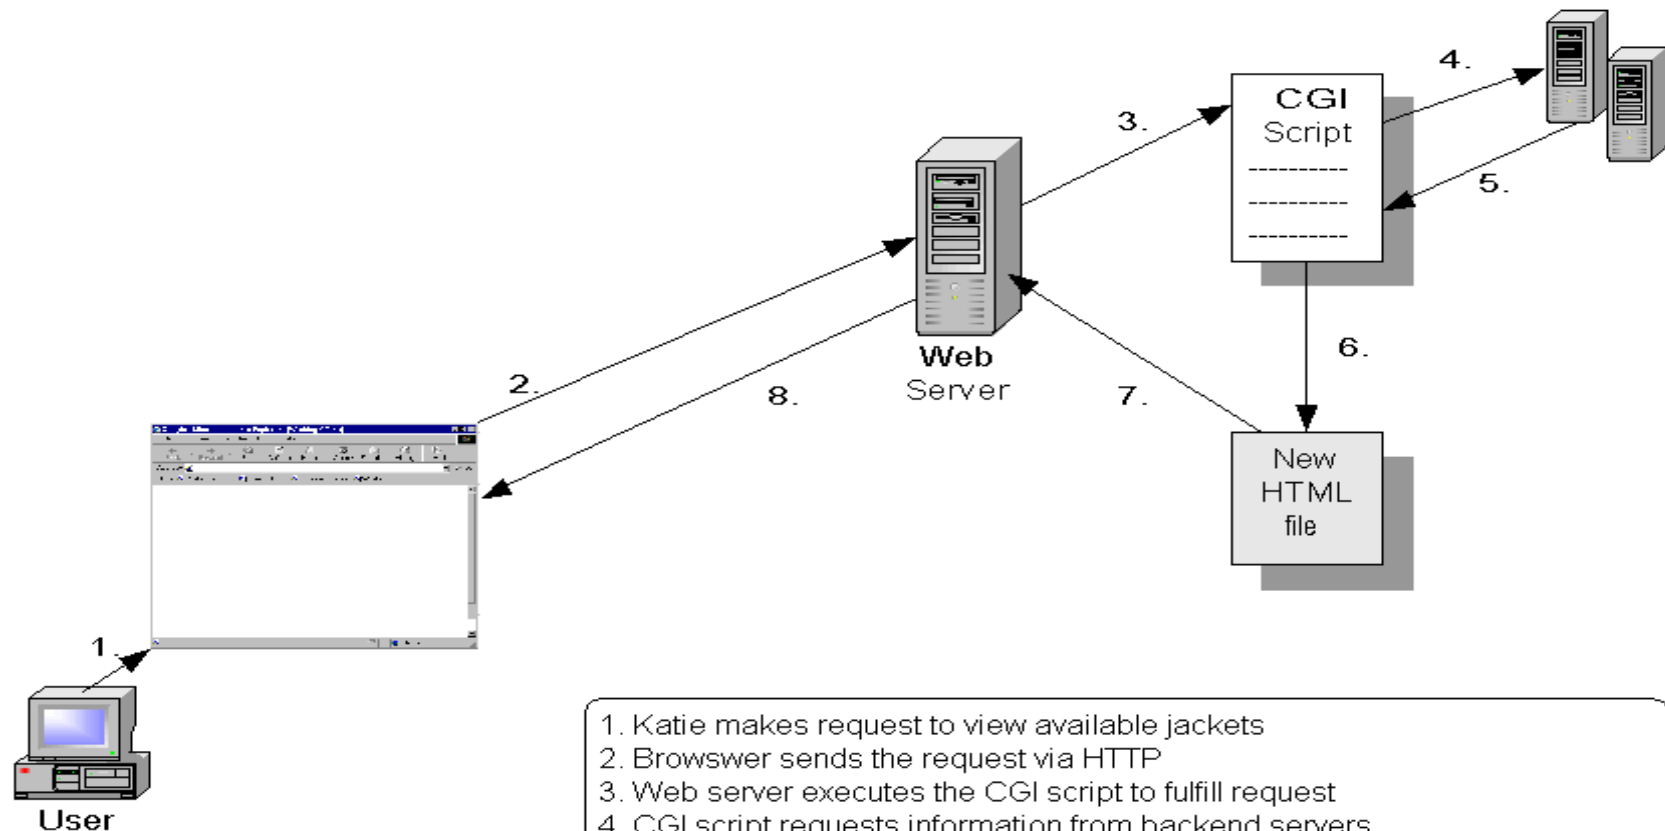 4.
CGI
Script
----------
----------
----------
3.
5.
Web
Server
6.
2.
8.
7.
New
HTML
file
1.
User
1. Katie makes request to view available jackets
2. Browswer sends the request via HTTP
3. Web server executes the CGI script to fulfill request
4. CGI script requests information from backend servers